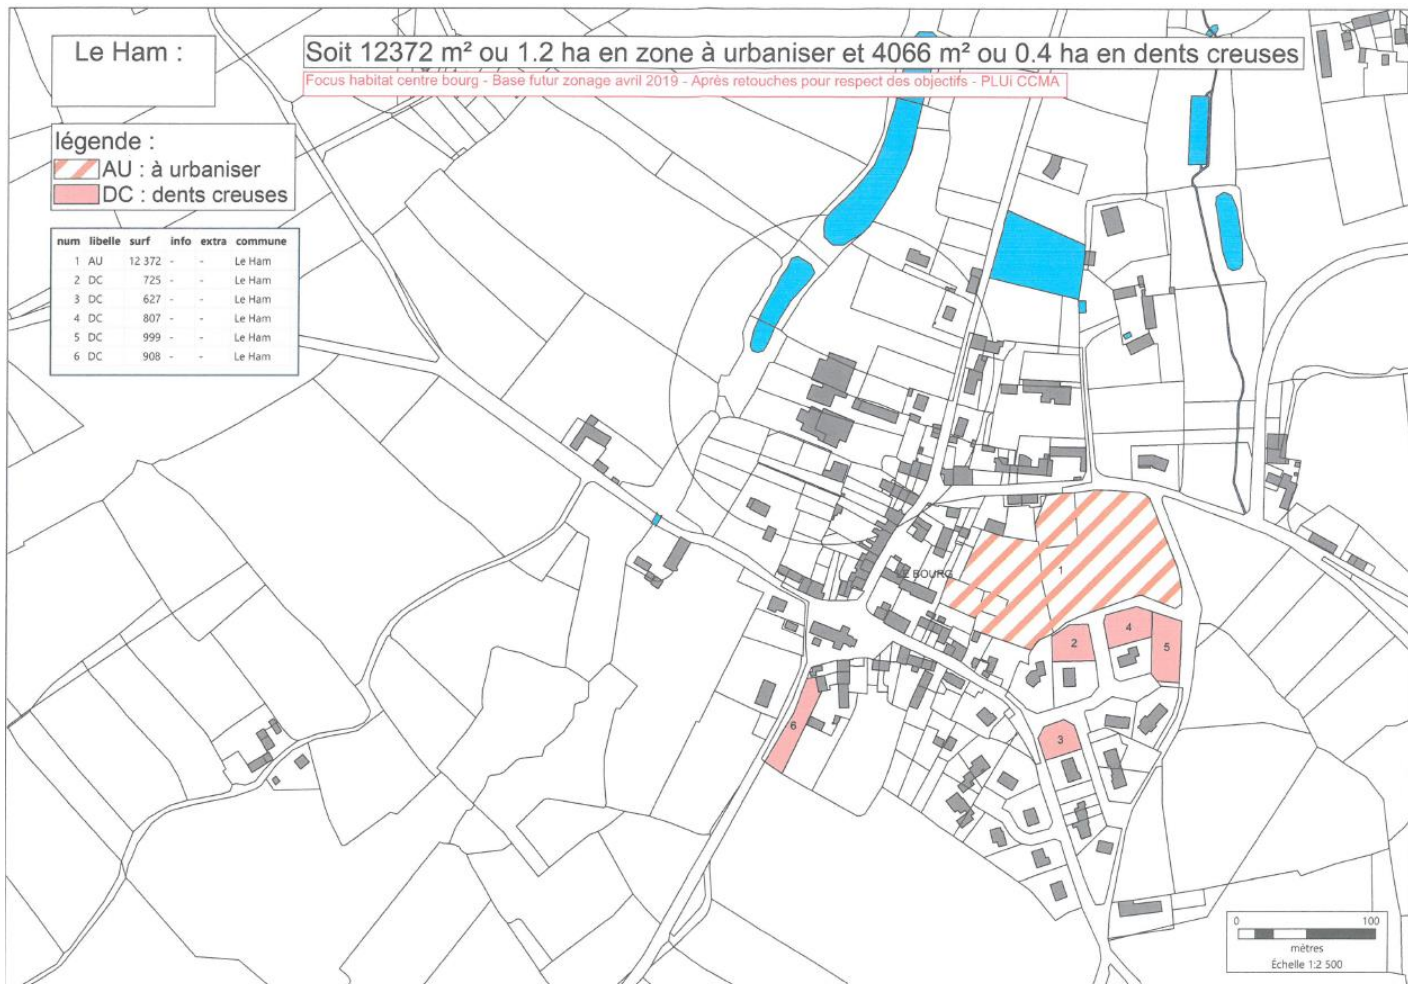 Le Ham :
Soit 12372 m² ou 1.2 ha en zone à urbaniser et 4066 m² ou 0.4 ha en dents creuses
Focus habitat centre bourg - Base futur zonage avril 2019 - Après retouches pour respect des objectifs - PLUi CCMA
légende :
AU : à urbaniser
DC : dents creuses
num libelle surf info extra commune
1 AU 12 372 - - Le Ham
2 DC 725 - - Le Ham
3 DC 627 - - Le Ham
4 DC 807 - - Le Ham
5 DC 999 - - Le Ham
6 DC 908 - - Le Ham
1
LE BOURG
4
2
5
6
3
0 100
mètres
Échelle 1:2 500